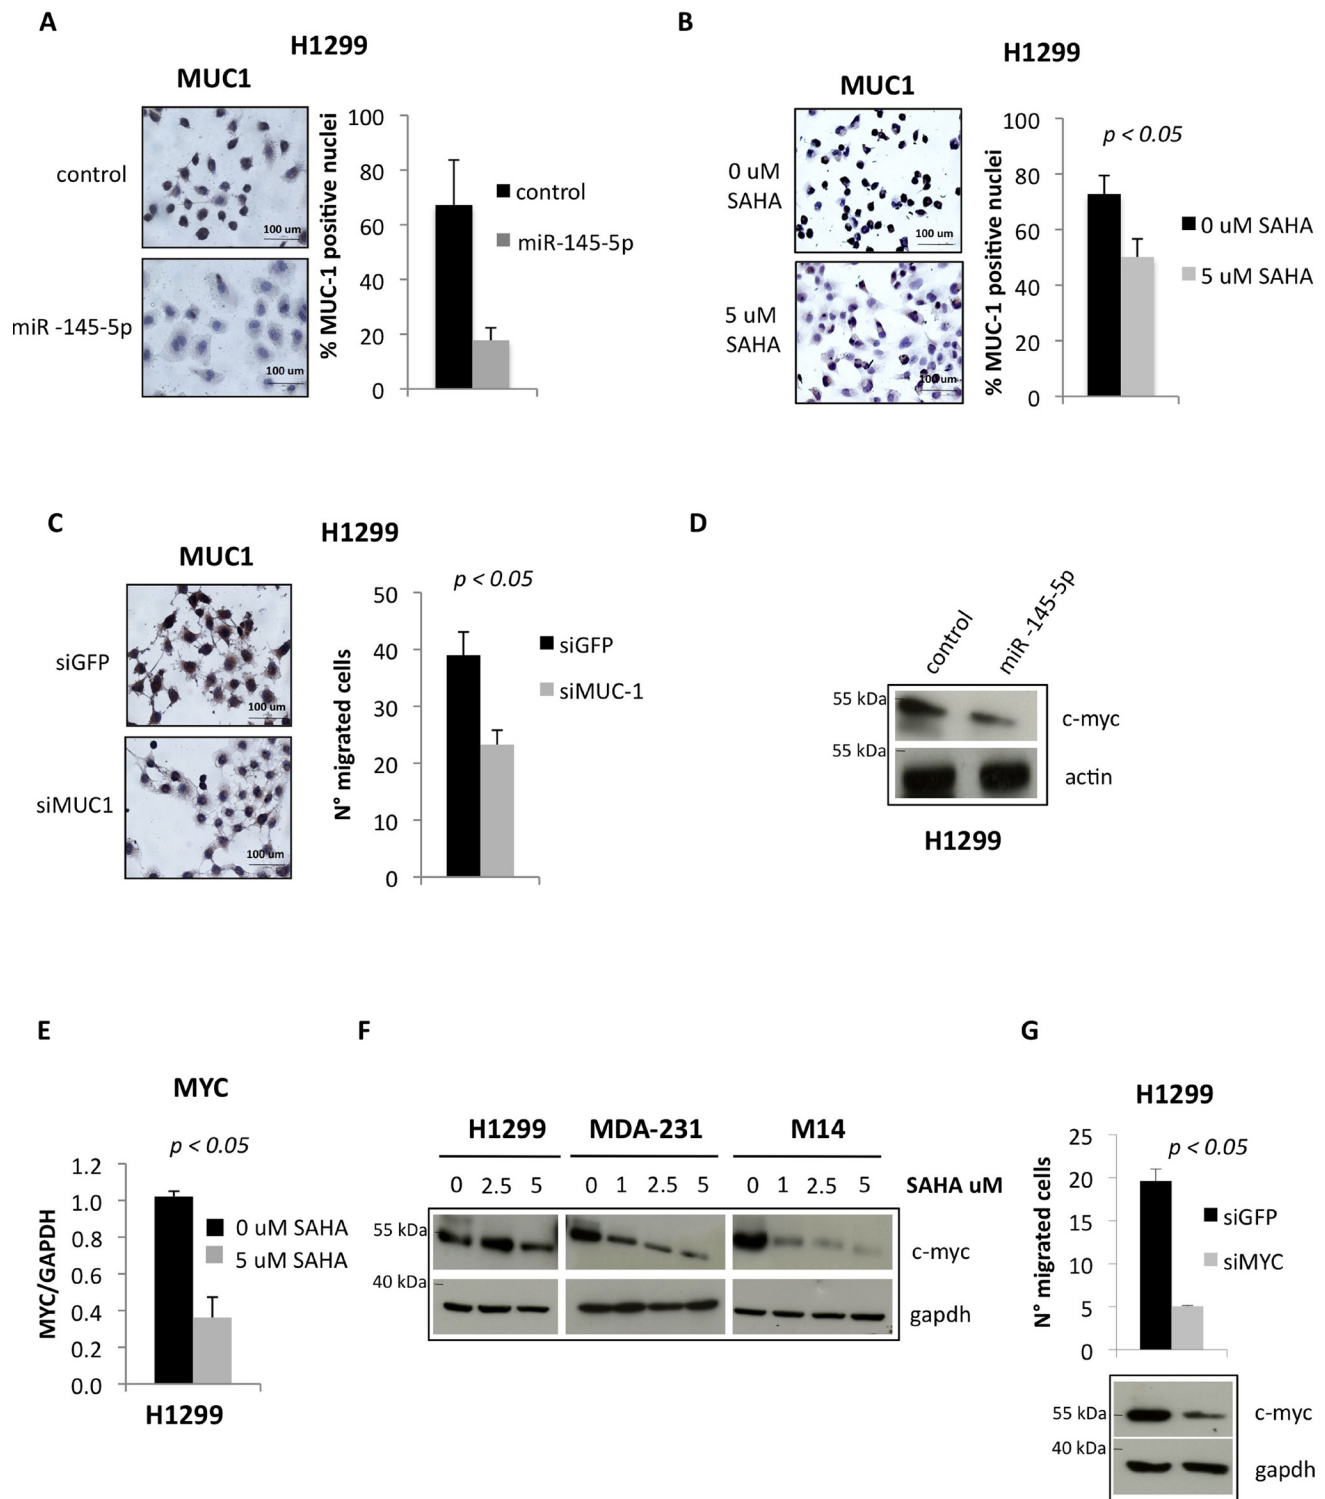 A
H1299
MUC1
control
100 um
miR -145-5p
100 um
% MUC-1 positive nuclei
100
80
60
40
20
0
control
miR-145-5p
B
H1299
MUC1
0 uM
SAHA
100 um
5 uM
SAHA
100 um
% MUC-1 positive nuclei
100
80
60
40
20
0
p < 0.05
0 uM SAHA
5 uM SAHA
C
H1299
MUC1
siGFP
100 um
siMUC1
100 um
N° migrated cells
50
40
30
20
10
0
p < 0.05
siGFP
siMUC-1
D
control
miR -145-5p
55 kDa
c-myc
55 kDa
actin
H1299
E
MYC
p < 0.05
MYC/GAPDH
1.2
1.0
0.8
0.6
0.4
0.2
0.0
0 uM SAHA
5 uM SAHA
H1299
F
H1299 MDA-231 M14
0 2.5 5 0 1 2.5 5 0 1 2.5 5 SAHA uM
55 kDa
c-myc
40 kDa
gapdh
G
H1299
N° migrated cells
25
20
15
10
5
0
p < 0.05
siGFP
siMYC
55 kDa
c-myc
40 kDa
gapdh